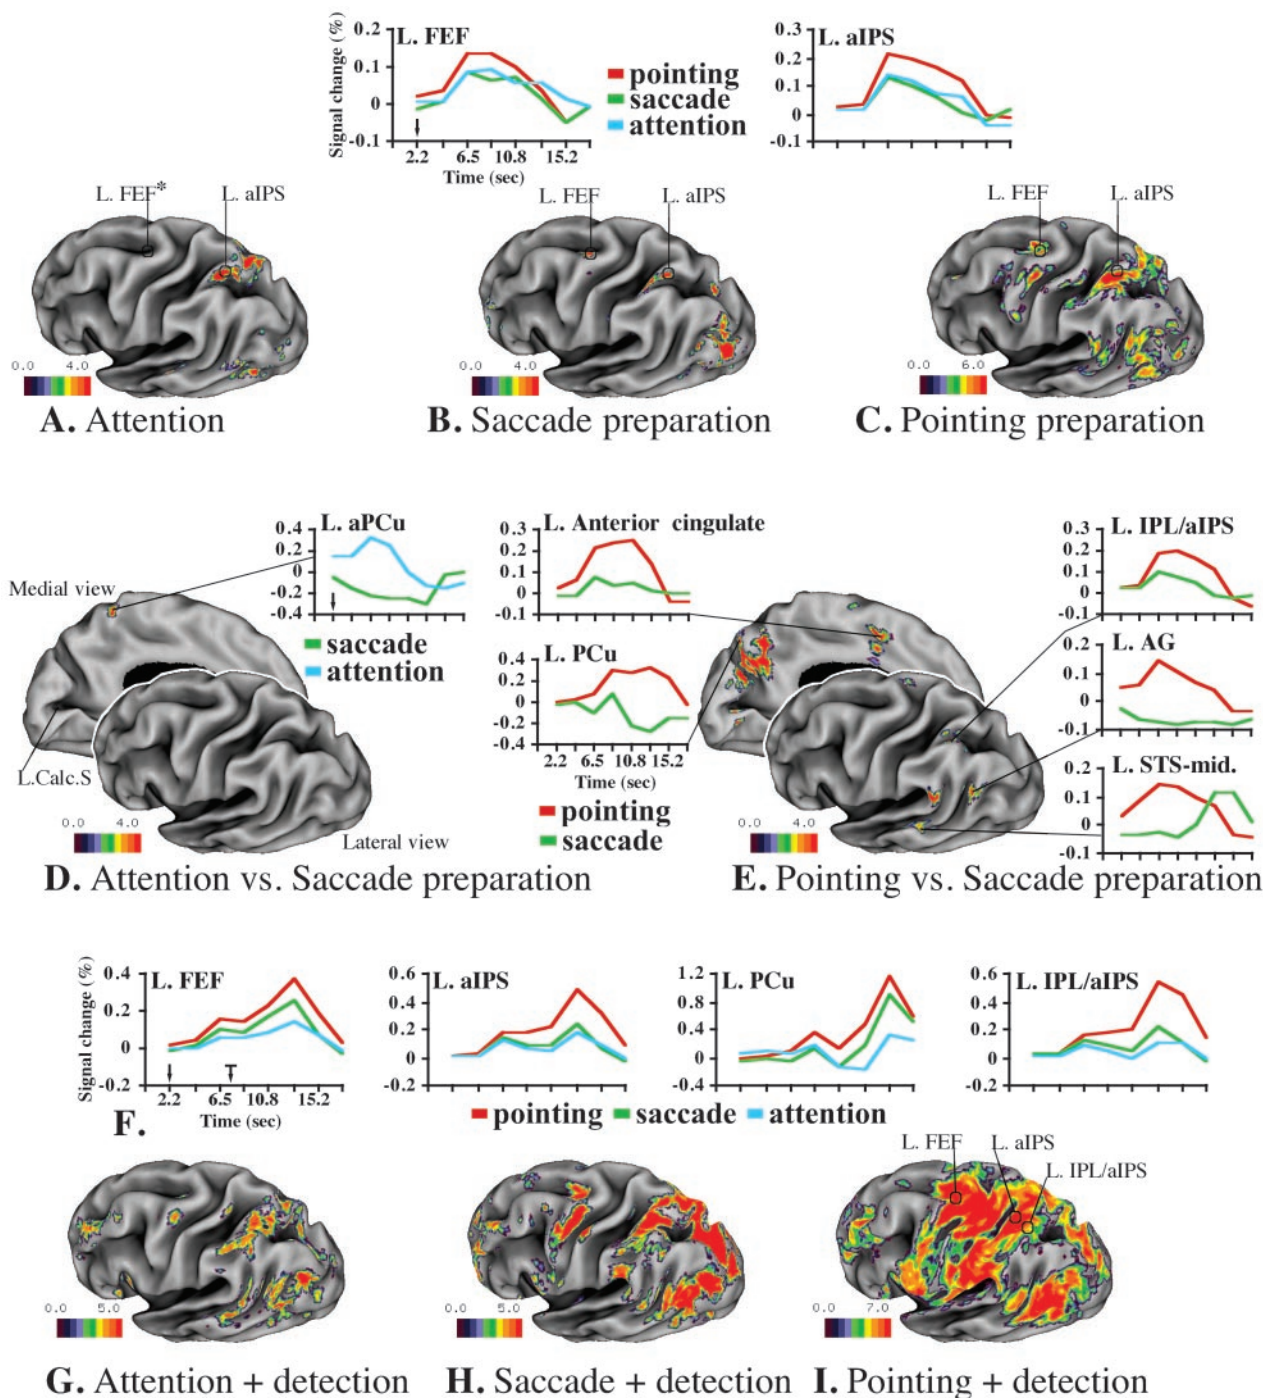 L. FEF
Signal change (%)
0.2
0.1
0
-0.1
2.2 6.5 10.8 15.2
Time (sec)
pointing
saccade
attention
L. aIPS
0.3
0.2
0.1
0
-0.1
L. FEF* L. aIPS
0.0 4.0
A. Attention
L. FEF L. aIPS
0.0 4.0
B. Saccade preparation
L. FEF L. aIPS
0.0 6.0
C. Pointing preparation
L. aPCu
0.4
0.2
0
-0.2
-0.4
saccade
attention
Medial view
L.Calc.S
Lateral view
0.0 4.0
D. Attention vs. Saccade preparation
L. Anterior cingulate
0.3
0.2
0.1
0
-0.1
L. PCu
0.4
0.2
0
-0.2
-0.4
2.2 6.5 10.8 15.2
Time (sec)
pointing
saccade
L. IPL/aIPS
0.3
0.2
0.1
0
-0.1
L. AG
0.2
0.1
0
-0.1
L. STS-mid.
0.2
0.1
0
-0.1
0.0 4.0
E. Pointing vs. Saccade preparation
L. FEF
Signal change (%)
0.4
0.2
0
-0.2
2.2 6.5 10.8 15.2
T
Time (sec)
F.
L. aIPS
0.6
0.4
0.2
0
-0.2
L. PCu
1.2
0.8
0.4
0
-0.4
L. IPL/aIPS
0.6
0.4
0.2
0
-0.2
pointing saccade attention
0.0 5.0
G. Attention + detection
0.0 5.0
H. Saccade + detection
L. FEF L. aIPS
L. IPL/aIPS
0.0 7.0
I. Pointing + detection